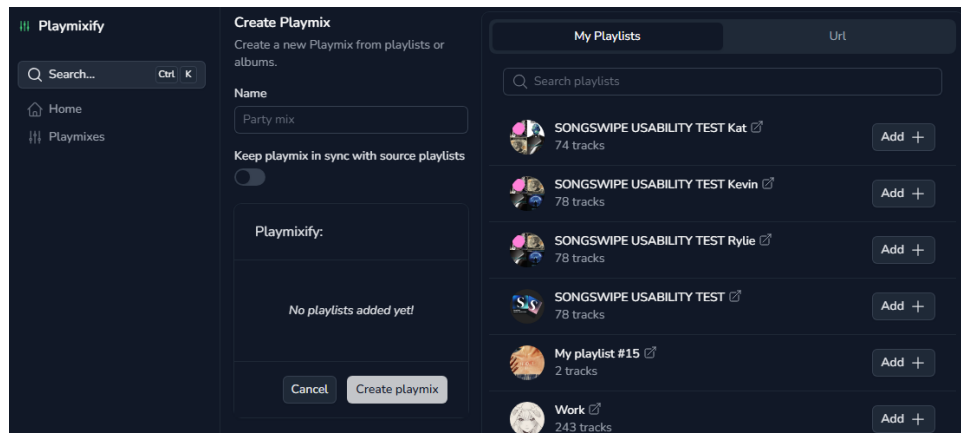 Playmixify
Search...
Ctrl K
Home
Playmixes
Create Playmix
Create a new Playmix from playlists or
albums.
Name
Party mix
Keep playmix in sync with source playlists
Playmixify:
No playlists added yet!
Cancel
Create playmix
My Playlists
Url
Search playlists
SONGSWIPE USABILITY TEST Kat
74 tracks
Add
SONGSWIPE USABILITY TEST Kevin
78 tracks
Add
SONGSWIPE USABILITY TEST Rylie
78 tracks
Add
SONGSWIPE USABILITY TEST
78 tracks
Add
My playlist #15
2 tracks
Add
Work
243 tracks
Add